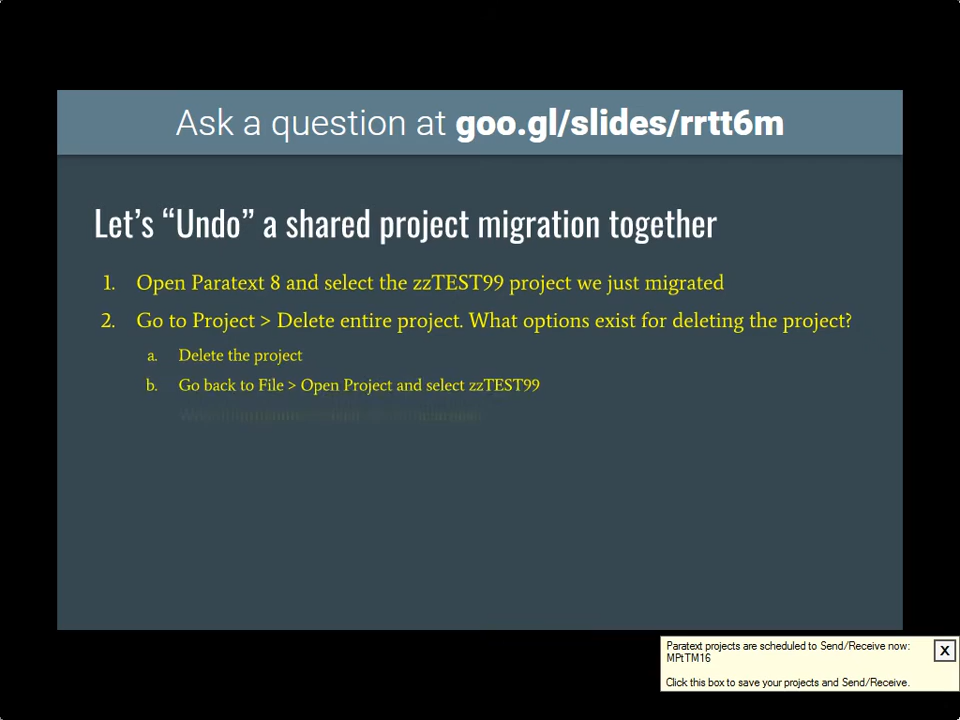 Ask a question at goo.gl/slides/rrtt6m
Let's “Undo” a shared project migration together
1. Open Paratext 8 and select the zzTEST99 project we just migrated
2. Go to Project > Delete entire project. What options exist for deleting the project?
a. Delete the project
b. Go back to File > Open Project and select zzTEST99
Paratext projects are scheduled to Send/Receive now:
MPtTM16
Click this box to save your projects and Send/Receive.
X